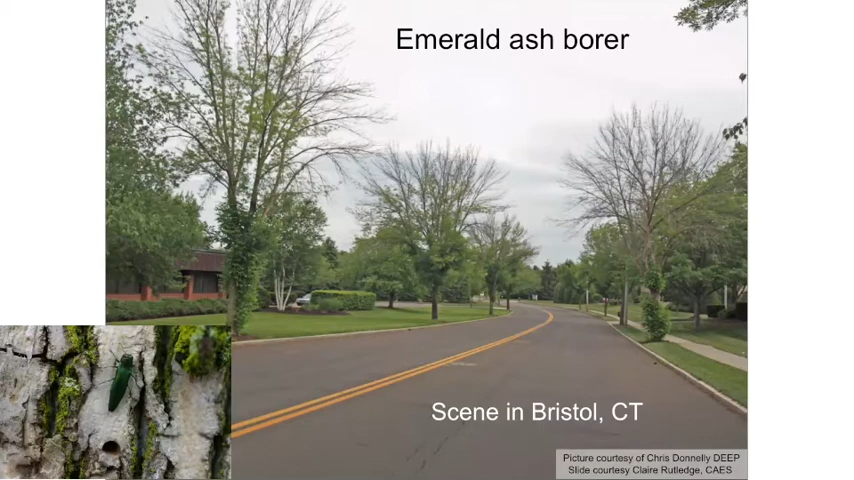 Emerald ash borer
Scene in Bristol, CT
Picture courtesy of Chris Donnelly DEEP
Slide courtesy Claire Rutledge, CAES